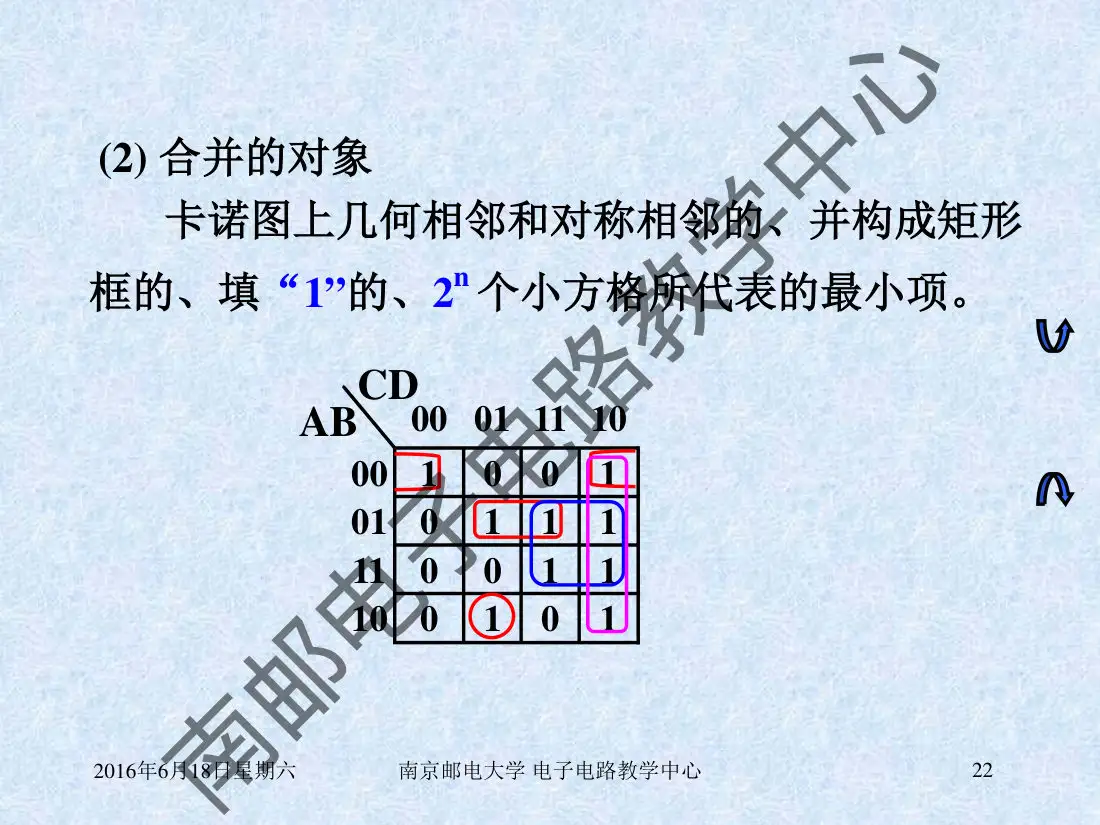 (2) 合并的对象
卡诺图上几何相邻和对称相邻的、并构成矩形
框的、填“1”的、2ⁿ个小方格所代表的最小项。
CD
AB 00 01 11 10
00 1 0 0 1
01 0 1 1 1
11 0 0 1 1
10 0 1 0 1
南邮电子电路教学中心
2016年6月18日星期六 南京邮电大学 电子电路教学中心 22